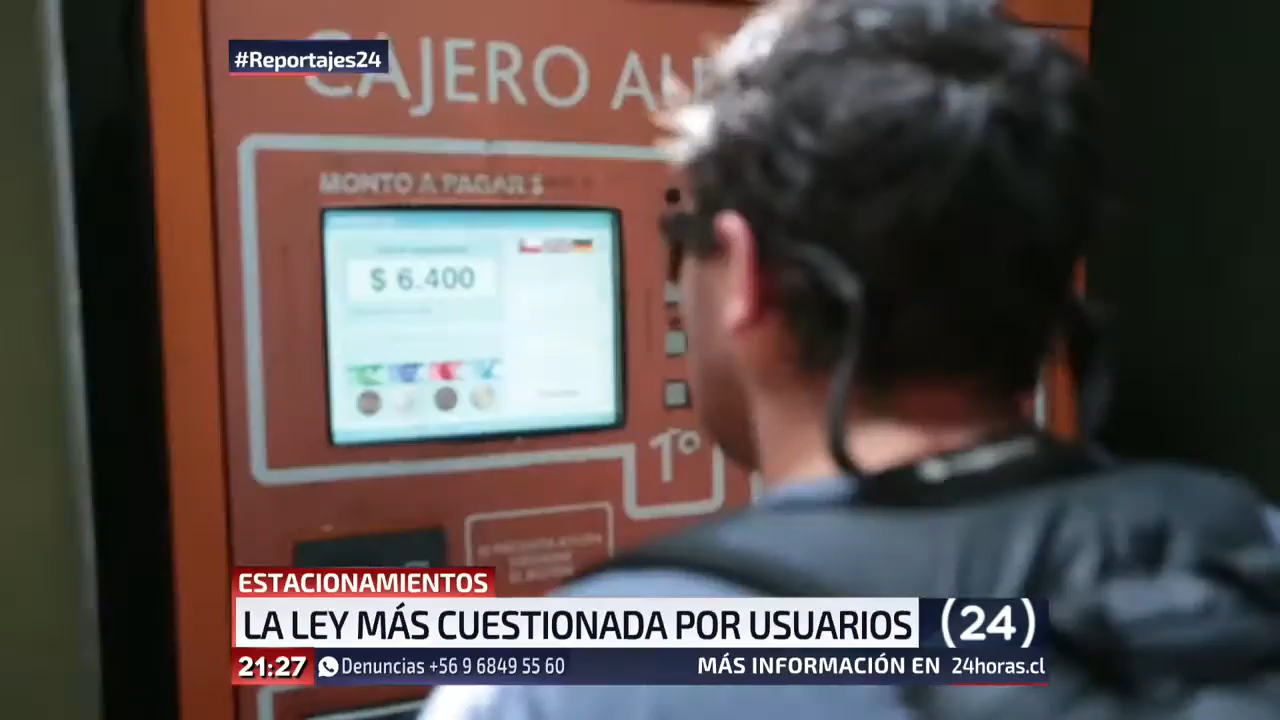 #Reportajes24
CAJERO AU
MONTO A PAGAR $
$ 6.400
1º
ESTACIONAMIENTOS
LA LEY MÁS CUESTIONADA POR USUARIOS
(24)
21:27 Denuncias +56 9 6849 55 60 MÁS INFORMACIÓN EN 24horas.cl